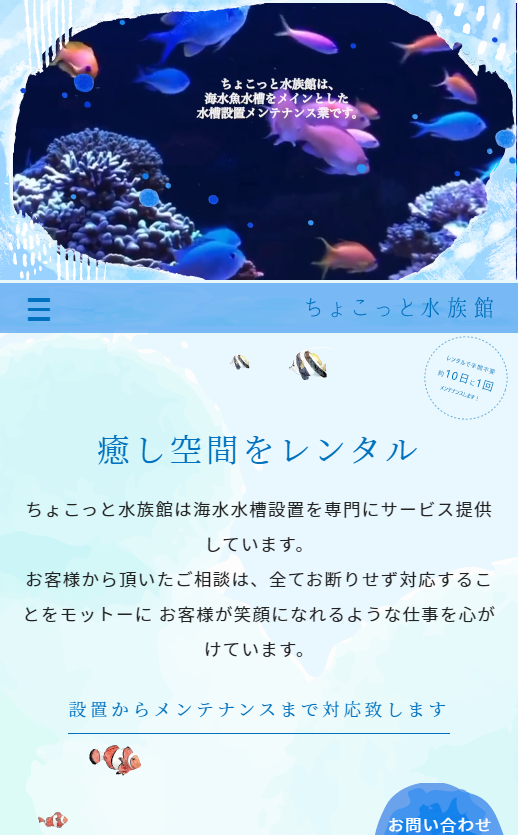 ちょこっと水族館は、
海水魚水槽をメインとした
水槽設置メンテナンス業です。
ちょこっと水族館
レンタルで手間不要
約10日に1回
メンテナンスします！
癒し空間をレンタル
ちょこっと水族館は海水水槽設置を専門にサービス提供
しています。
お客様から頂いたご相談は、全てお断りせず対応するこ
とをモットーに お客様が笑顔になれるような仕事を心が
けています。
設置からメンテナンスまで対応致します
お問い合わせ